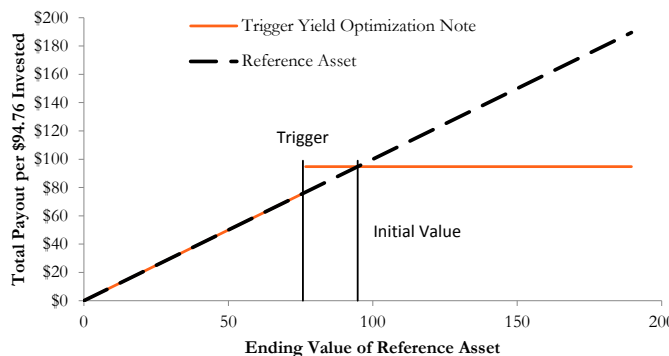 $200
$180
$160
$140
$120
$100
$80
$60
$40
$20
$0
Total Payout per $94.76 Invested
Trigger Yield Optimization Note
Reference Asset
Trigger
Initial Value
0
50
100
150
200
Ending Value of Reference Asset